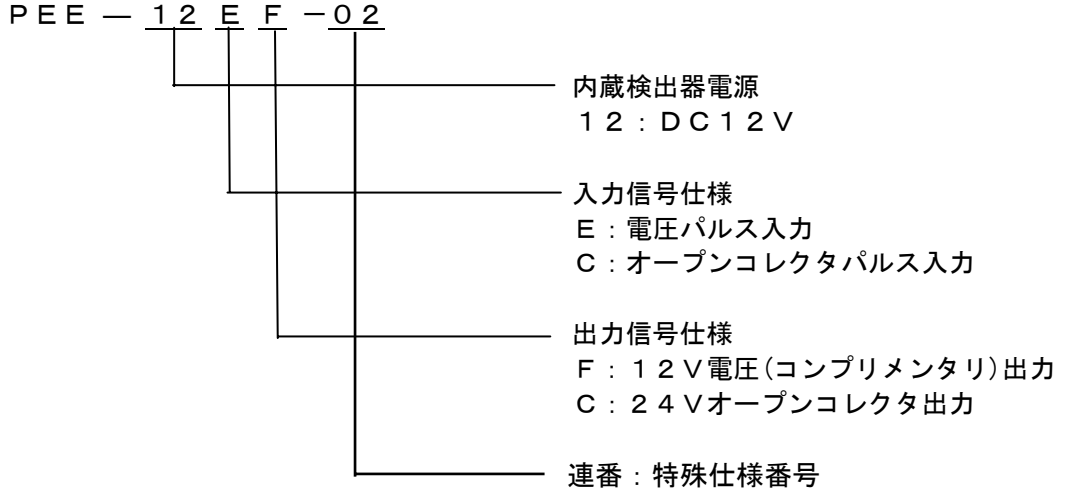 ＰＥＥ － １２ Ｅ Ｆ －０２
内蔵検出器電源
１２：ＤＣ１２Ｖ
入力信号仕様
Ｅ：電圧パルス入力
Ｃ：オープンコレクタパルス入力
出力信号仕様
Ｆ：１２Ｖ電圧(コンプリメンタリ)出力
Ｃ：２４Ｖオープンコレクタ出力
連番：特殊仕様番号